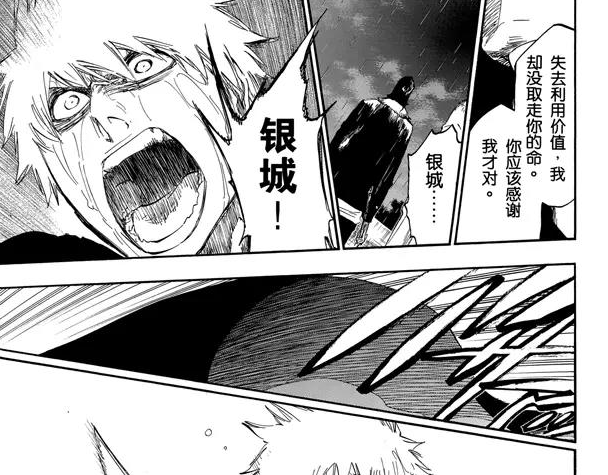 失去利用价值，我
却没取走你的命。
你应该感谢
我才对。
银城……
银城！